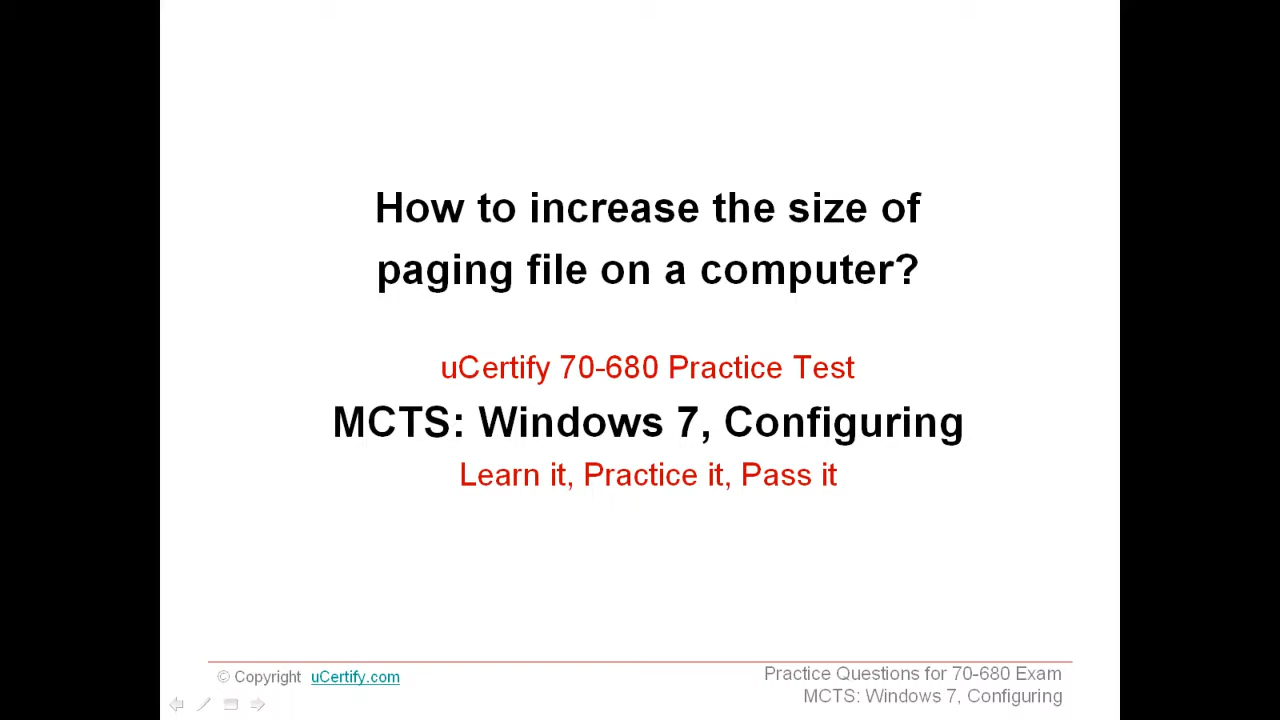 How to increase the size of
paging file on a computer?
uCertify 70-680 Practice Test
MCTS: Windows 7, Configuring
Learn it, Practice it, Pass it
© Copyright uCertify.com
Practice Questions for 70-680 Exam
MCTS: Windows 7, Configuring